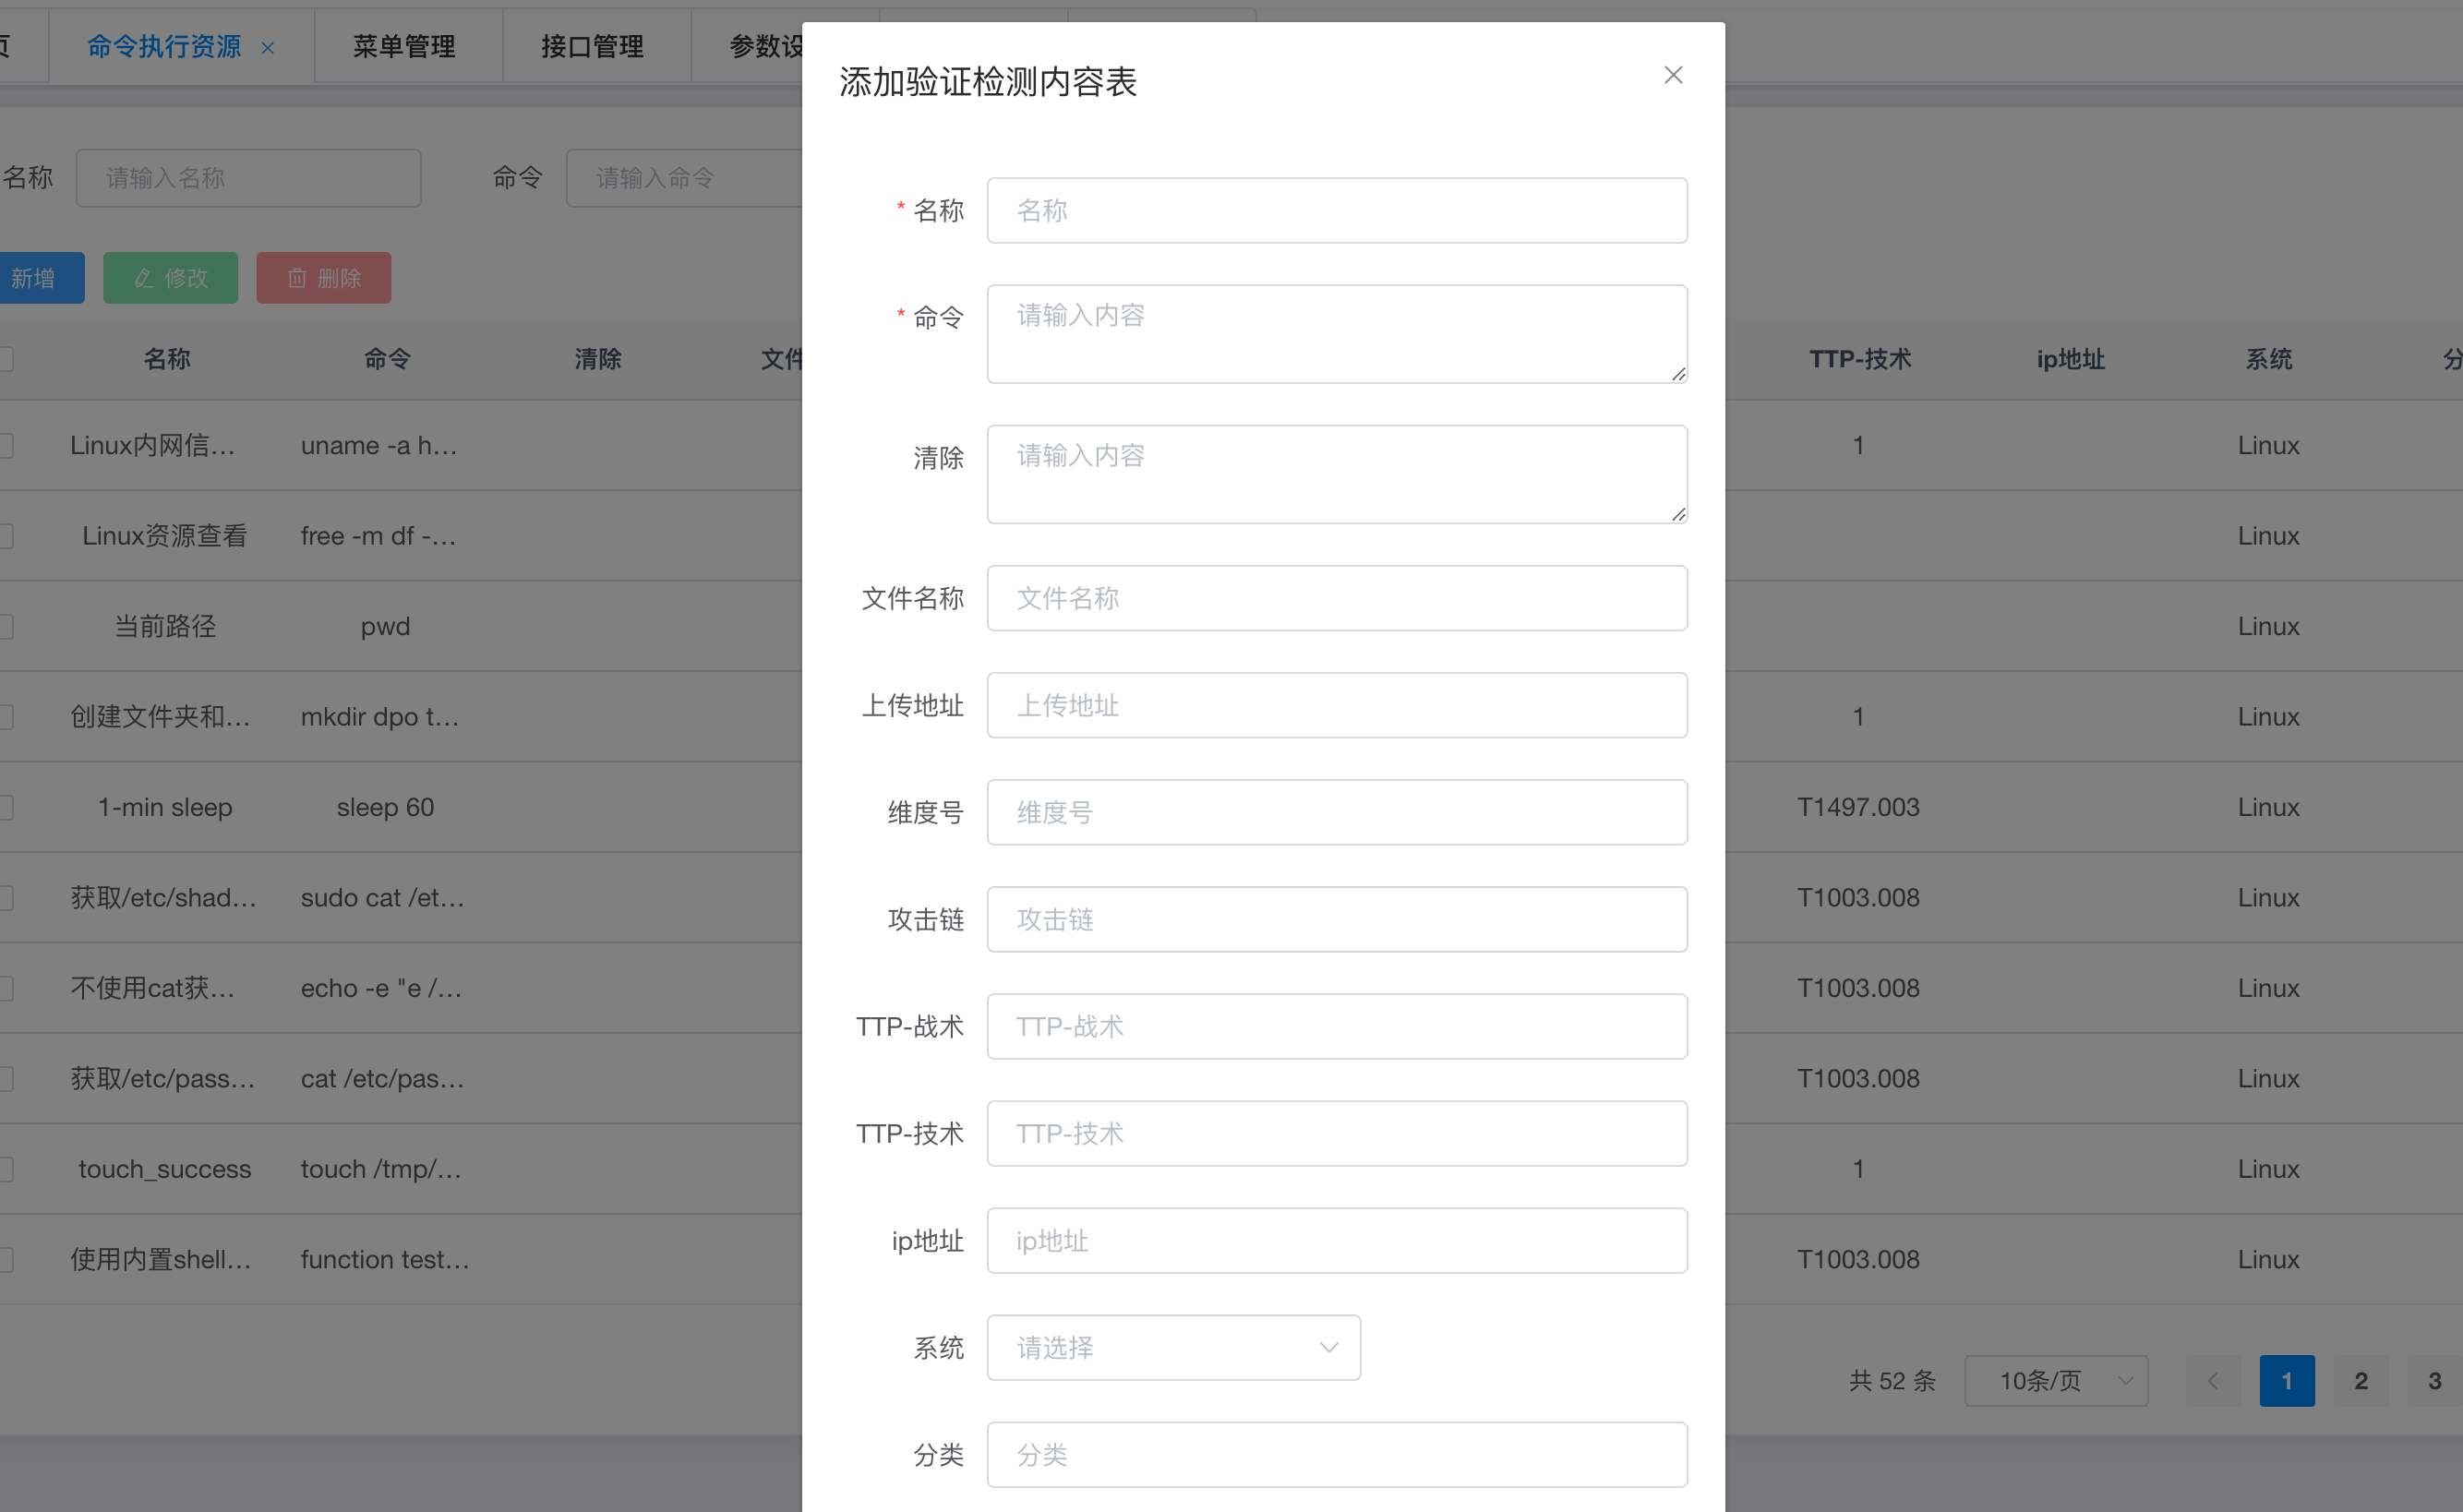 页 命令执行资源 菜单管理 接口管理 参数设
添加验证检测内容表
名称 请输入名称 命令 请输入命令
新增 修改 删除
名称 命令 清除 文件 TTP-技术 ip地址 系统 分
Linux内网信... uname -a h... 1 Linux
Linux资源查看 free -m df -... Linux
当前路径 pwd Linux
创建文件夹和... mkdir dpo t... 1 Linux
1-min sleep sleep 60 T1497.003 Linux
获取/etc/shad... sudo cat /et... T1003.008 Linux
不使用cat获... echo -e "e /... T1003.008 Linux
获取/etc/pass... cat /etc/pas... T1003.008 Linux
touch_success touch /tmp/... 1 Linux
使用内置shell... function test... T1003.008 Linux
共 52 条 10条/页 1 2 3
* 名称 名称
* 命令 请输入内容
清除 请输入内容
文件名称 文件名称
上传地址 上传地址
维度号 维度号
攻击链 攻击链
TTP-战术 TTP-战术
TTP-技术 TTP-技术
ip地址 ip地址
系统 请选择
分类 分类